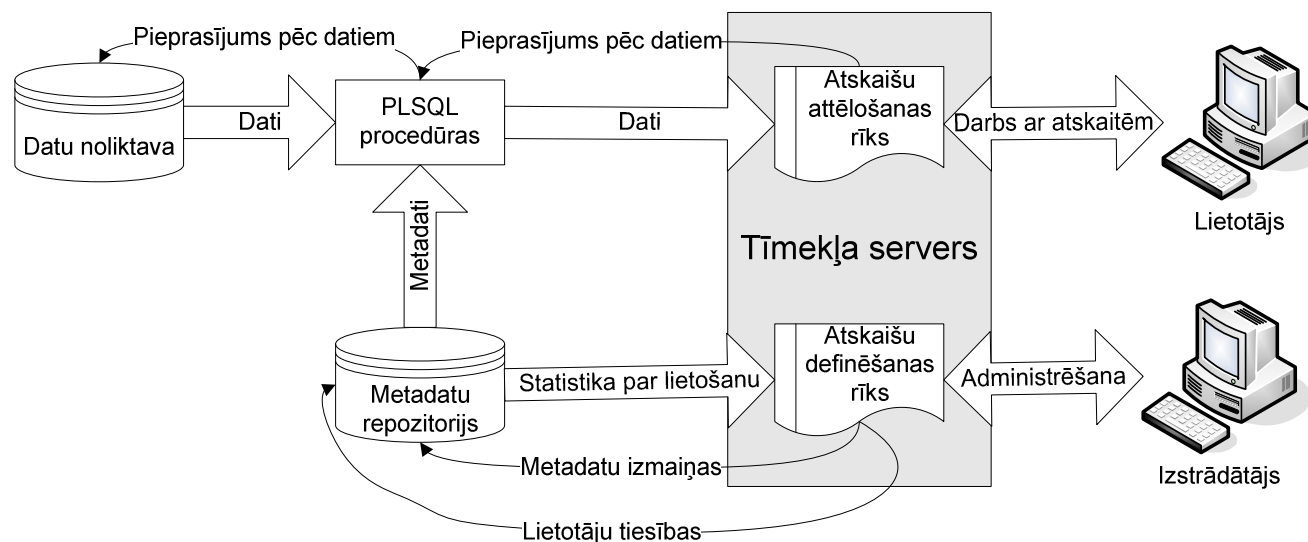 Pieprasījums pēc datiem
Pieprasījums pēc datiem
Datu noliktava
Dati
PLSQL
procedūras
Dati
Atskaišu
attēlošanas
rīks
Darbs ar atskaitēm
Lietotājs
Metadati
Tīmekļa servers
Metadatu
repozitorijs
Statistika par lietošanu
Atskaišu
definēšanas
rīks
Administrēšana
Izstrādātājs
Metadatu izmaiņas
Lietotāju tiesības